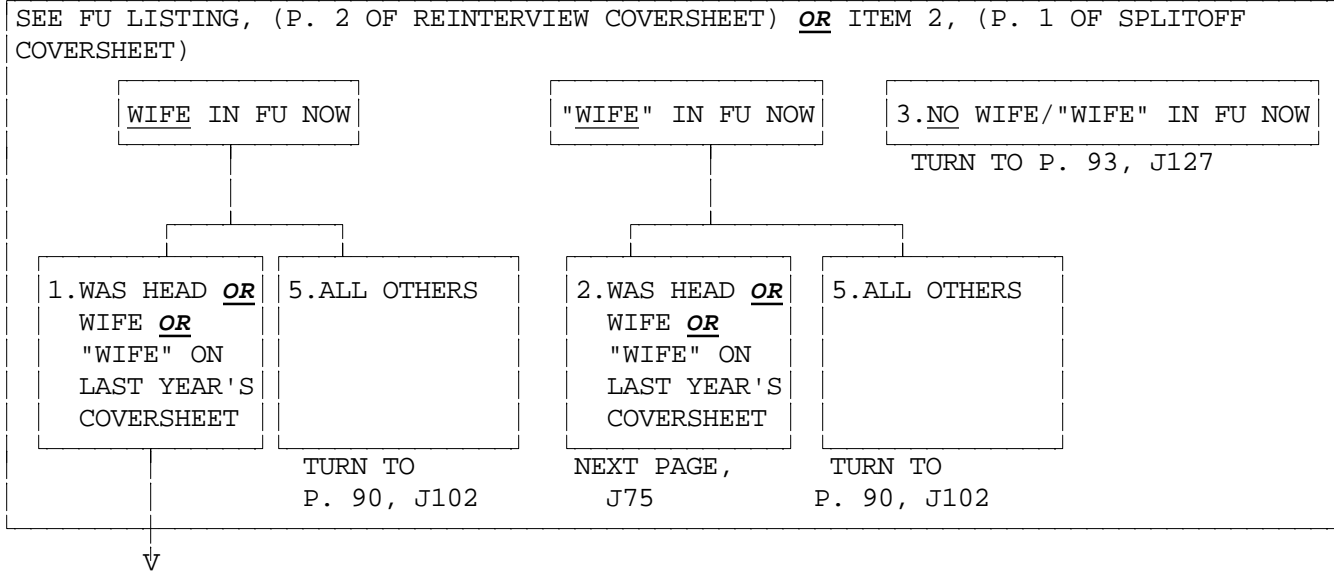 SEE FU LISTING, (P. 2 OF REINTERVIEW COVERSHEET) OR ITEM 2, (P. 1 OF SPLITOFF
COVERSHEET)
WIFE IN FU NOW
"WIFE" IN FU NOW
3.NO WIFE/"WIFE" IN FU NOW
TURN TO P. 93, J127
1.WAS HEAD OR
WIFE OR
"WIFE" ON
LAST YEAR'S
COVERSHEET
5.ALL OTHERS
TURN TO
P. 90, J102
2.WAS HEAD OR
WIFE OR
"WIFE" ON
LAST YEAR'S
COVERSHEET
NEXT PAGE,
J75
5.ALL OTHERS
TURN TO
P. 90, J102